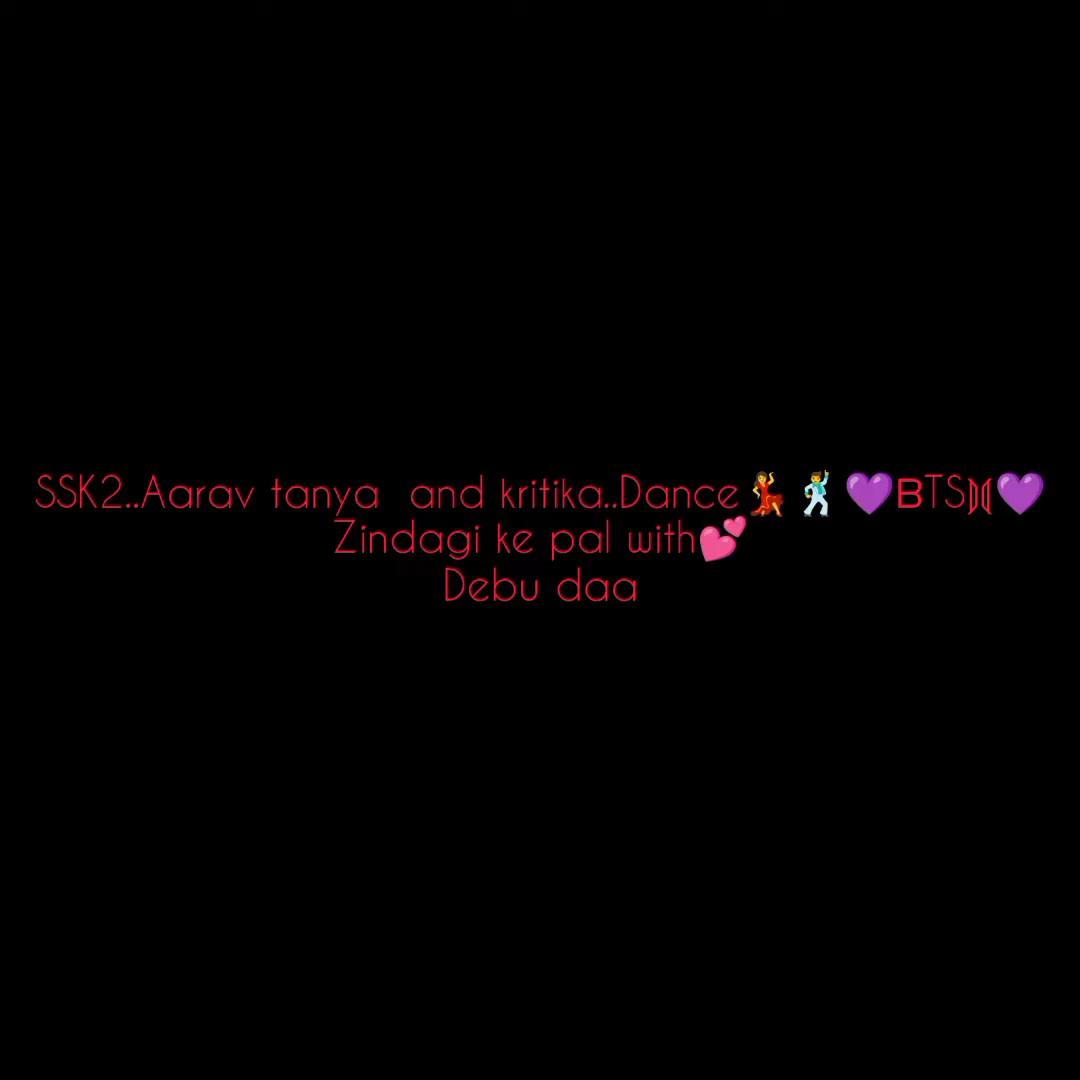 SSK2..Aarav tanya  and kritika..Dance💃🕺💜BTS💜
Zindagi ke pal with💕
Debu daa